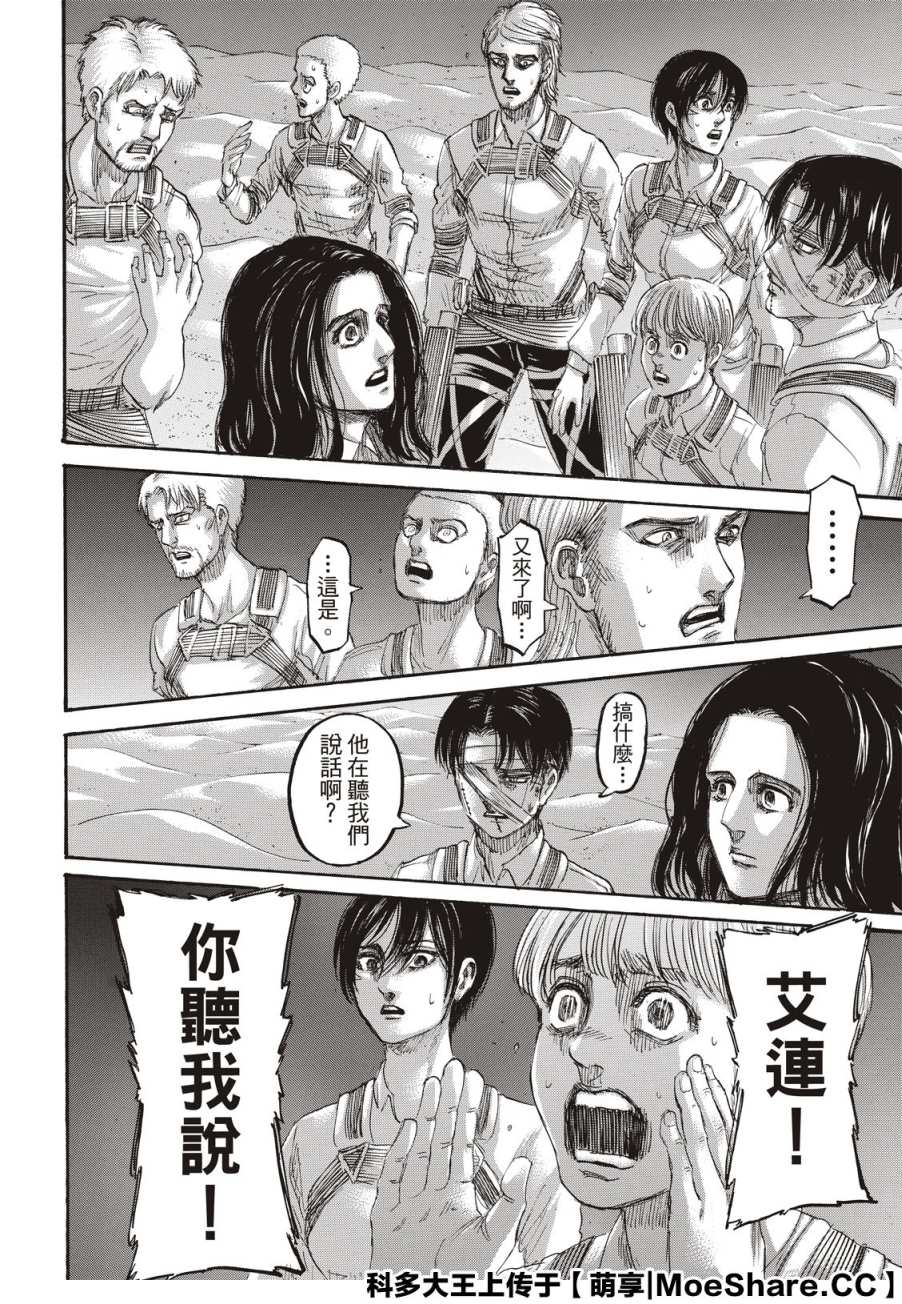 ………
又來了啊…
…這是。
搞什麼…
他在聽我們
說話啊？
艾連！
你聽我說！
科多大王上传于【萌享|MoeShare.CC】